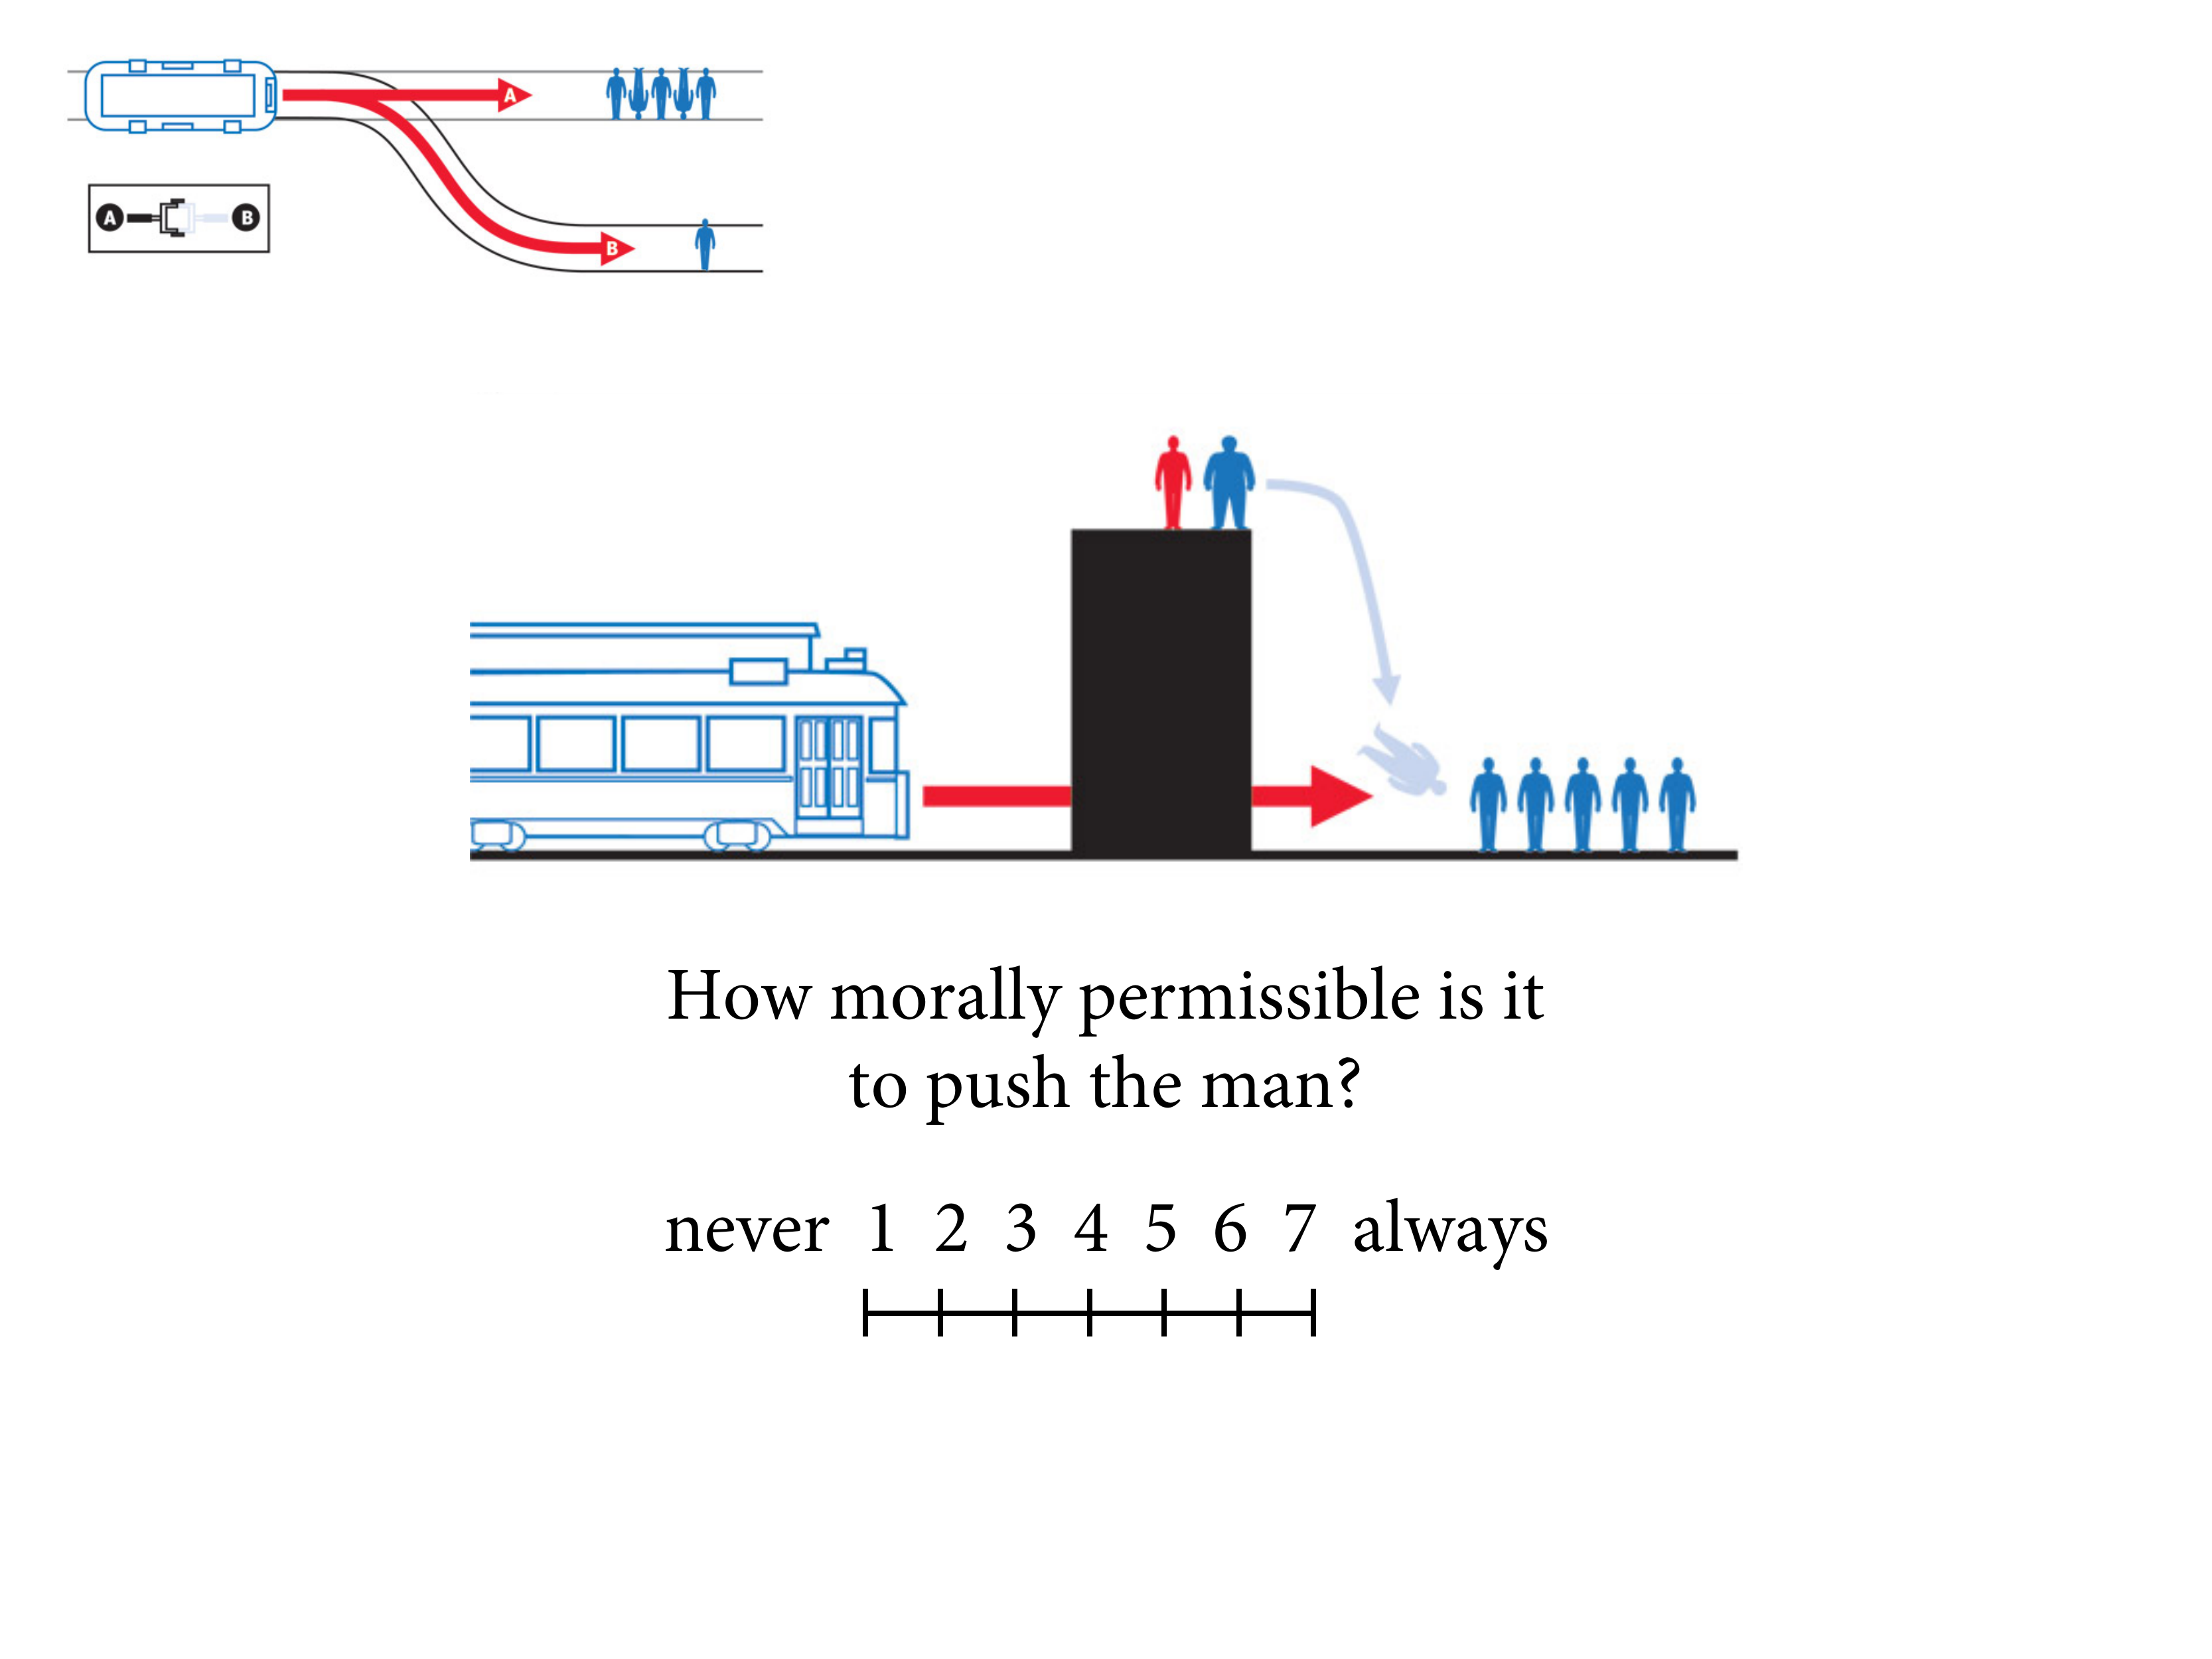 A
A B
B
How morally permissible is it
to push the man?
never 1 2 3 4 5 6 7 always